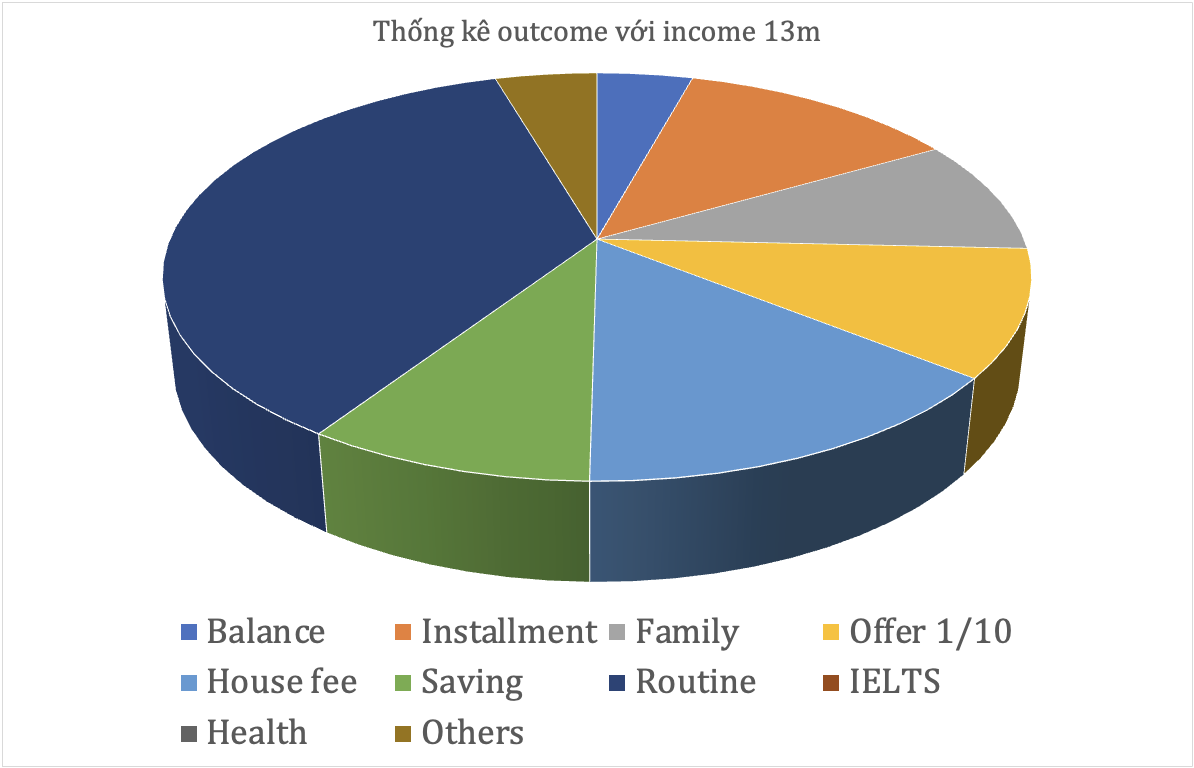 Thống kê outcome với income 13m
Balance Installment Family Offer 1/10
House fee Saving Routine IELTS
Health Others